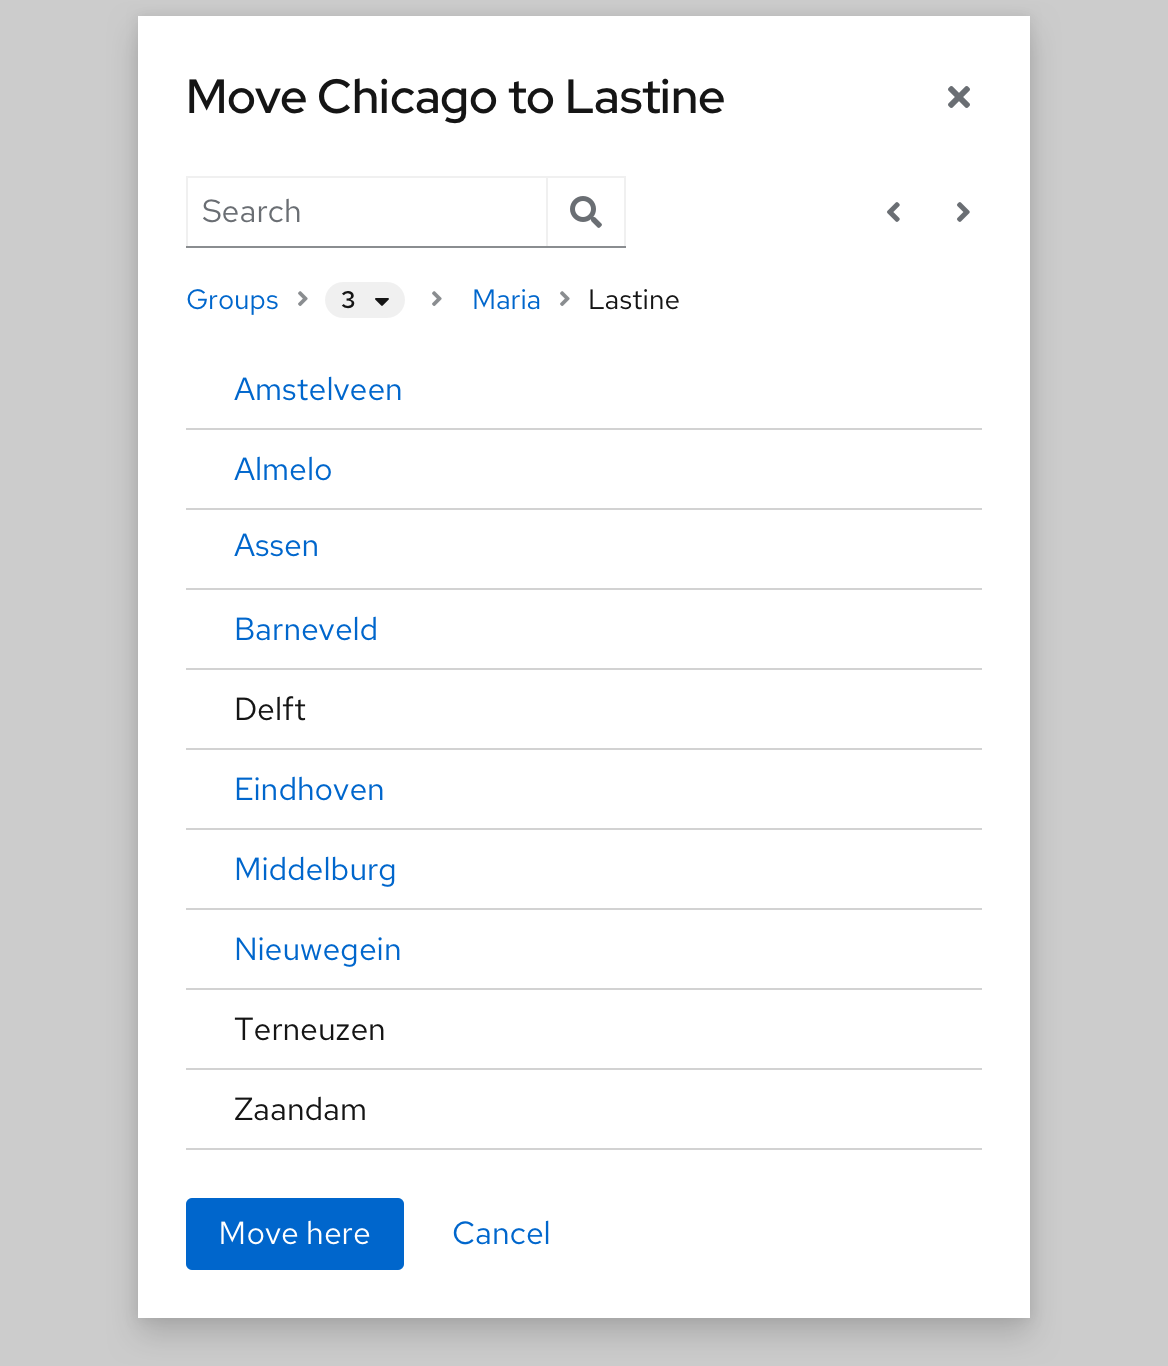 Move Chicago to Lastine
Search
Groups 3 Maria Lastine
Amstelveen
Almelo
Assen
Barneveld
Delft
Eindhoven
Middelburg
Nieuwegein
Terneuzen
Zaandam
Move here Cancel